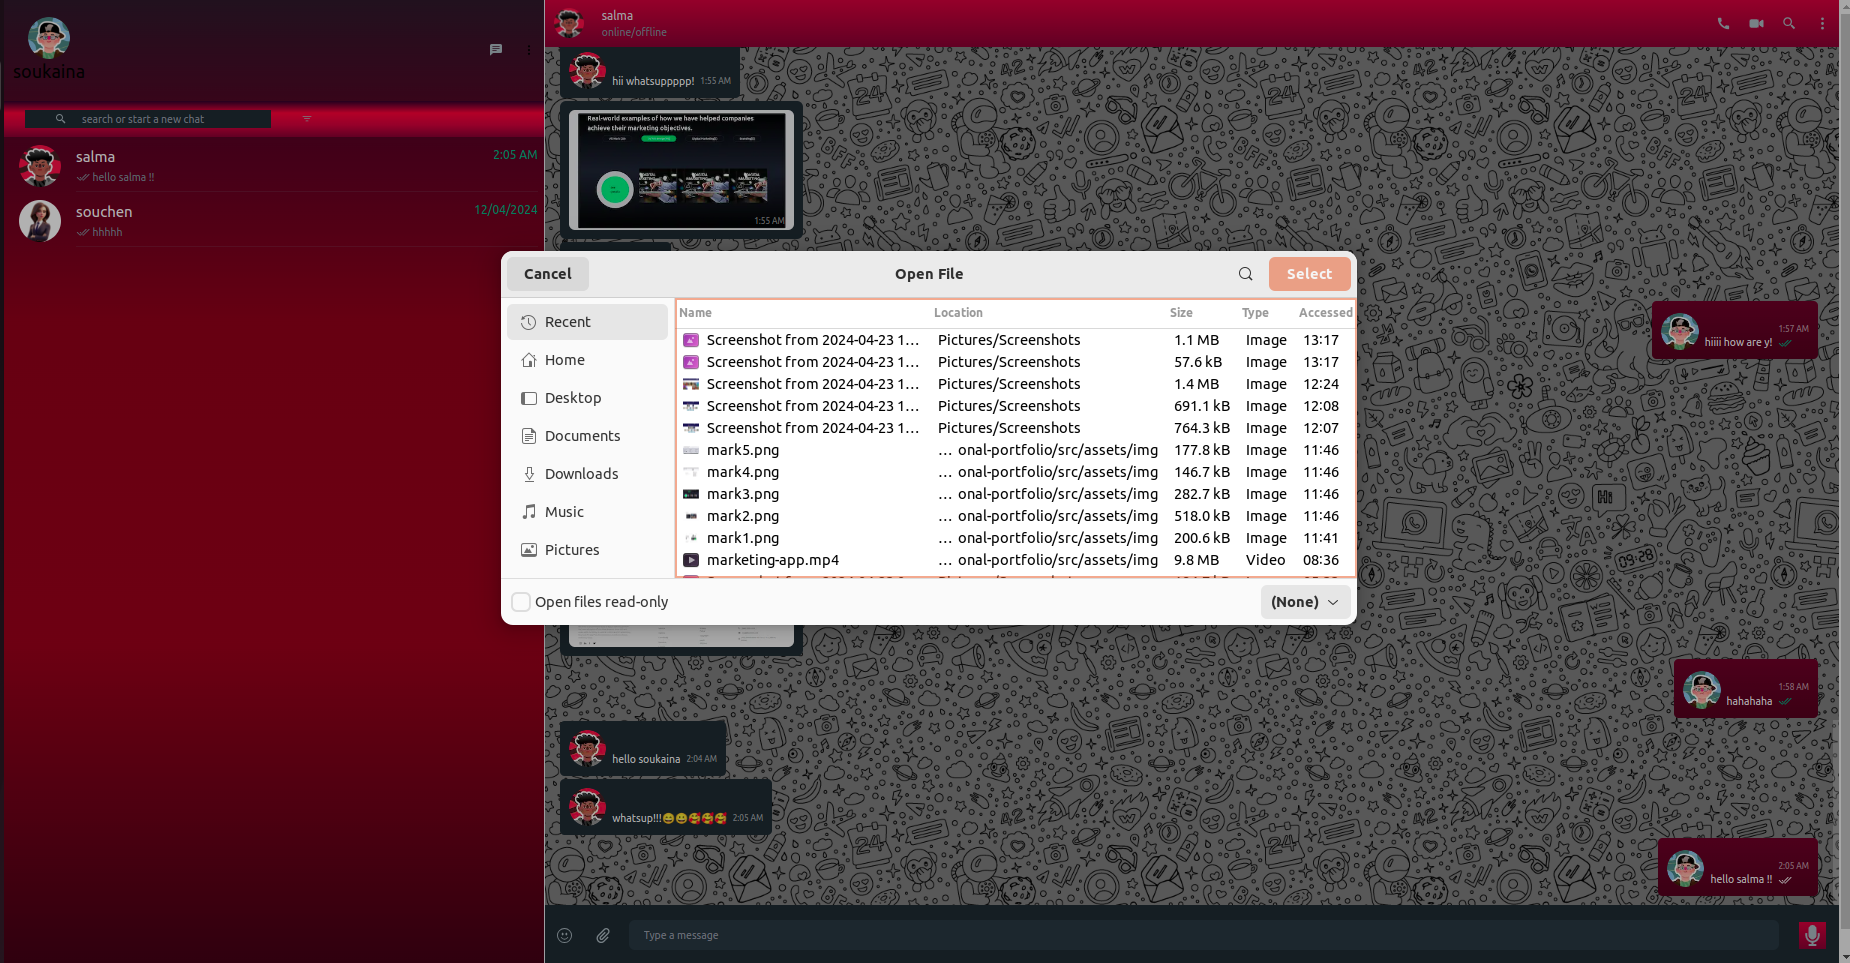 soukaina
search or start a new chat
salma
2:05 AM
hello salma !!
souchen
12/04/2024
hhhhh
salma
online/offline
hii whatsuppppp! 1:55 AM
Real-world examples of how we have helped companies
achieve their marketing objectives.
1:55 AM
Cancel
Open File
Select
Recent
Home
Desktop
Documents
Downloads
Music
Pictures
Name Location Size Type Accessed
Screenshot from 2024-04-23 1… Pictures/Screenshots 1.1 MB Image 13:17
Screenshot from 2024-04-23 1… Pictures/Screenshots 57.6 kB Image 13:17
Screenshot from 2024-04-23 1… Pictures/Screenshots 1.4 MB Image 12:24
Screenshot from 2024-04-23 1… Pictures/Screenshots 691.1 kB Image 12:08
Screenshot from 2024-04-23 1… Pictures/Screenshots 764.3 kB Image 12:07
mark5.png … onal-portfolio/src/assets/img 177.8 kB Image 11:46
mark4.png … onal-portfolio/src/assets/img 146.7 kB Image 11:46
mark3.png … onal-portfolio/src/assets/img 282.7 kB Image 11:46
mark2.png … onal-portfolio/src/assets/img 518.0 kB Image 11:46
mark1.png … onal-portfolio/src/assets/img 200.6 kB Image 11:41
marketing-app.mp4 … onal-portfolio/src/assets/img 9.8 MB Video 08:36
Open files read-only
(None)
1:57 AM
hiiii how are y!
1:58 AM
hahahaha
hello soukaina 2:04 AM
whatsup!!!😄😄🥰🥰🥰 2:05 AM
2:05 AM
hello salma !!
Type a message